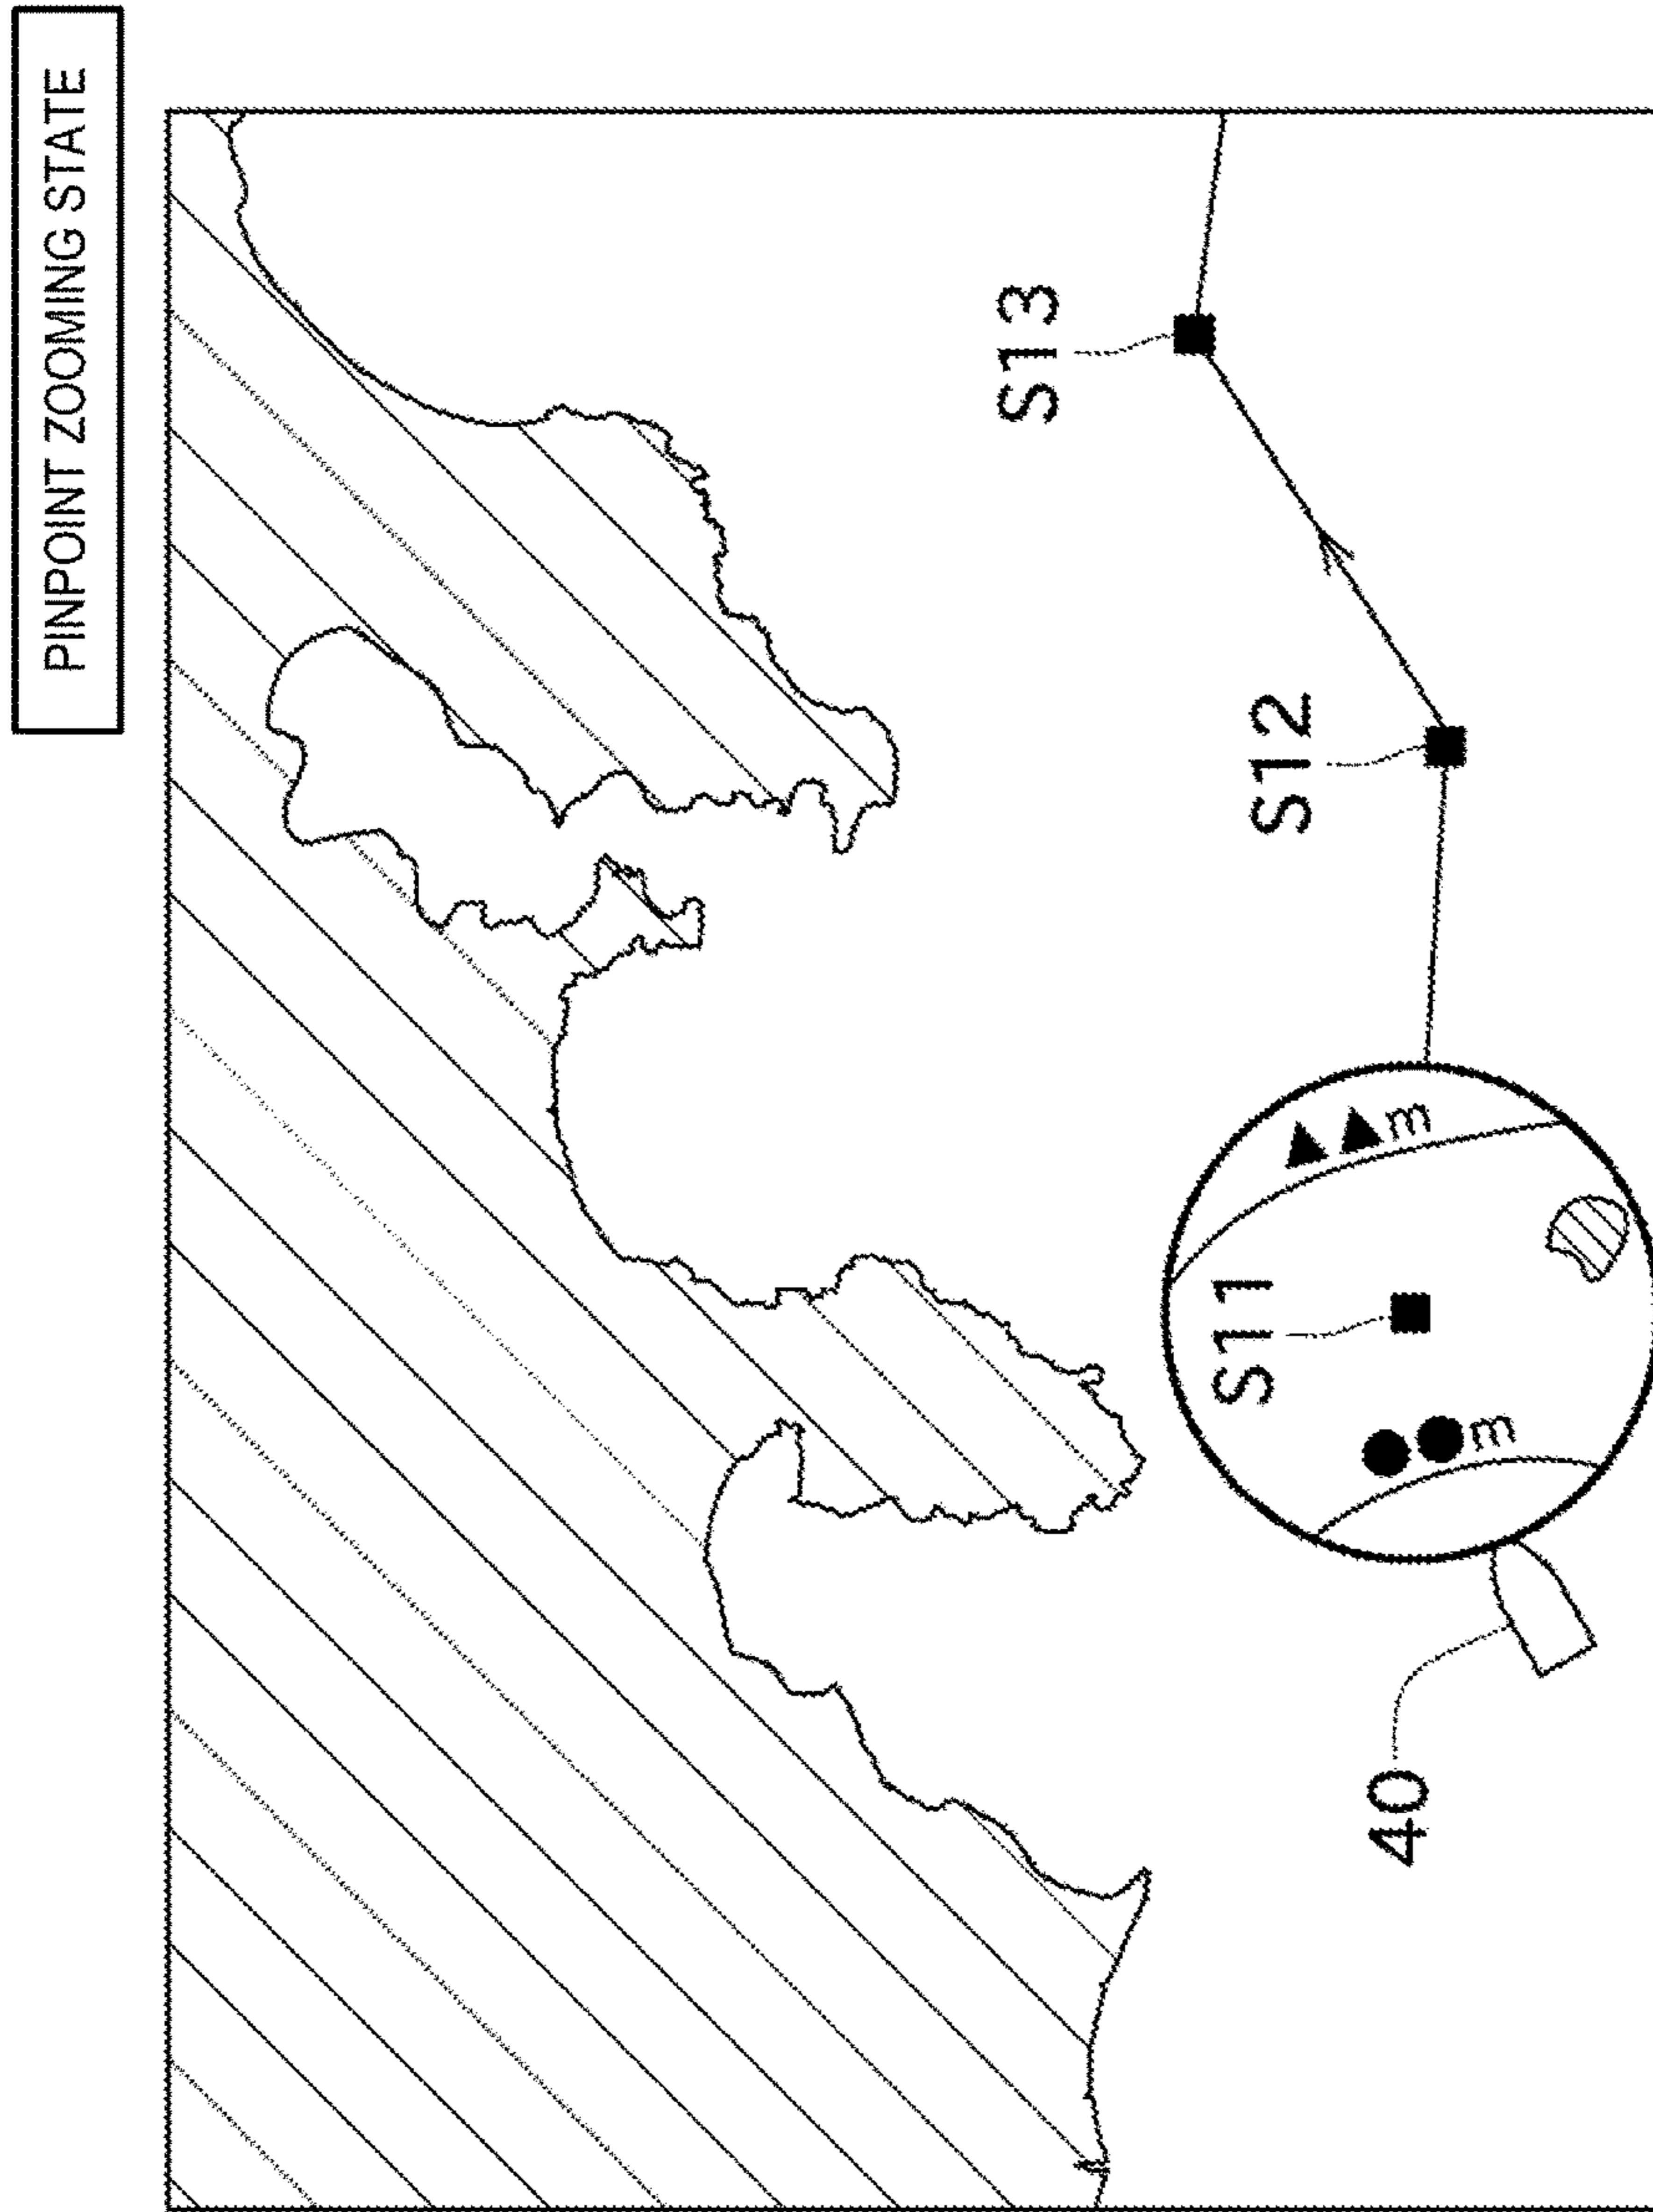 PINPOINT ZOOMING STATE
S13
S12
S11
▲▲m
●●m
40